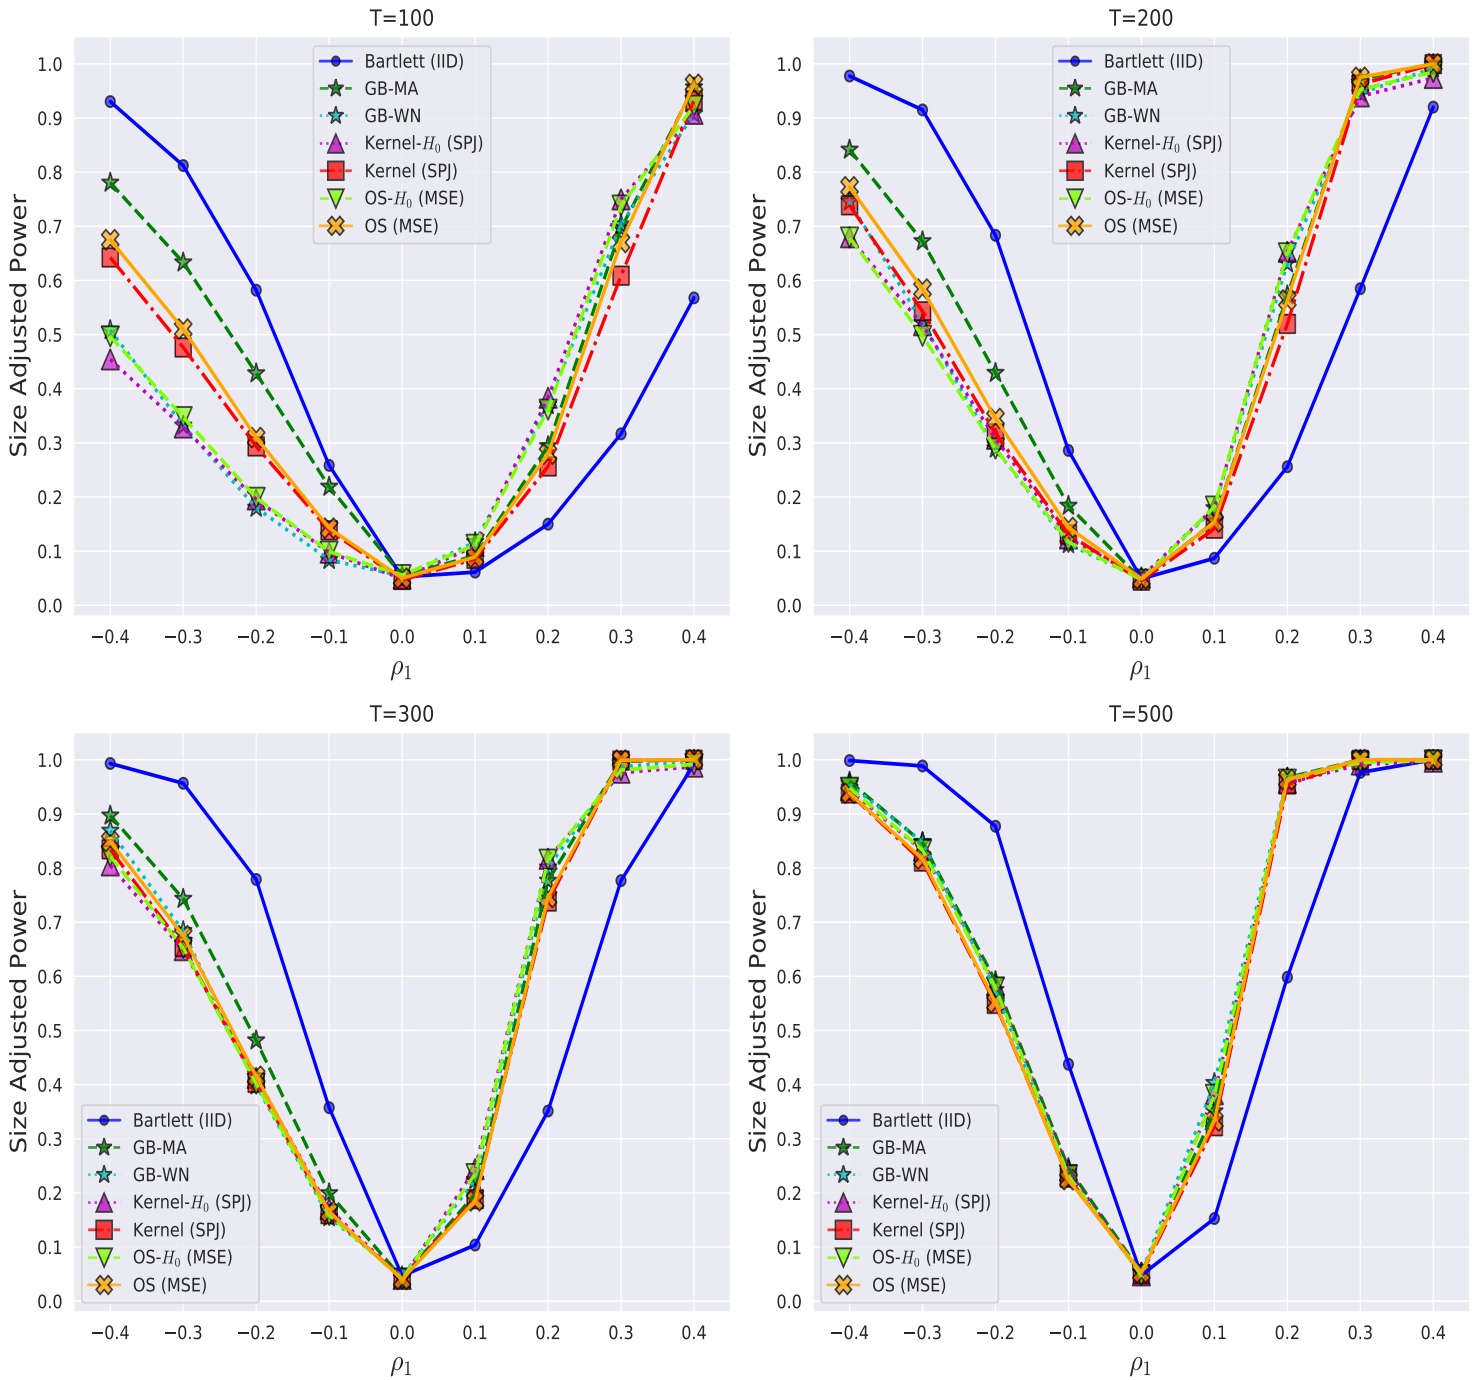 T=100
Size Adjusted Power
1.0
0.9
0.8
0.7
0.6
0.5
0.4
0.3
0.2
0.1
0.0
Bartlett (IID)
GB-MA
GB-WN
Kernel-H₀ (SPJ)
Kernel (SPJ)
OS-H₀ (MSE)
OS (MSE)
−0.4 −0.3 −0.2 −0.1 0.0 0.1 0.2 0.3 0.4
ρ₁
T=200
Size Adjusted Power
1.0
0.9
0.8
0.7
0.6
0.5
0.4
0.3
0.2
0.1
0.0
Bartlett (IID)
GB-MA
GB-WN
Kernel-H₀ (SPJ)
Kernel (SPJ)
OS-H₀ (MSE)
OS (MSE)
−0.4 −0.3 −0.2 −0.1 0.0 0.1 0.2 0.3 0.4
ρ₁
T=300
Size Adjusted Power
1.0
0.9
0.8
0.7
0.6
0.5
0.4
0.3
0.2
0.1
0.0
Bartlett (IID)
GB-MA
GB-WN
Kernel-H₀ (SPJ)
Kernel (SPJ)
OS-H₀ (MSE)
OS (MSE)
−0.4 −0.3 −0.2 −0.1 0.0 0.1 0.2 0.3 0.4
ρ₁
T=500
Size Adjusted Power
1.0
0.9
0.8
0.7
0.6
0.5
0.4
0.3
0.2
0.1
0.0
Bartlett (IID)
GB-MA
GB-WN
Kernel-H₀ (SPJ)
Kernel (SPJ)
OS-H₀ (MSE)
OS (MSE)
−0.4 −0.3 −0.2 −0.1 0.0 0.1 0.2 0.3 0.4
ρ₁